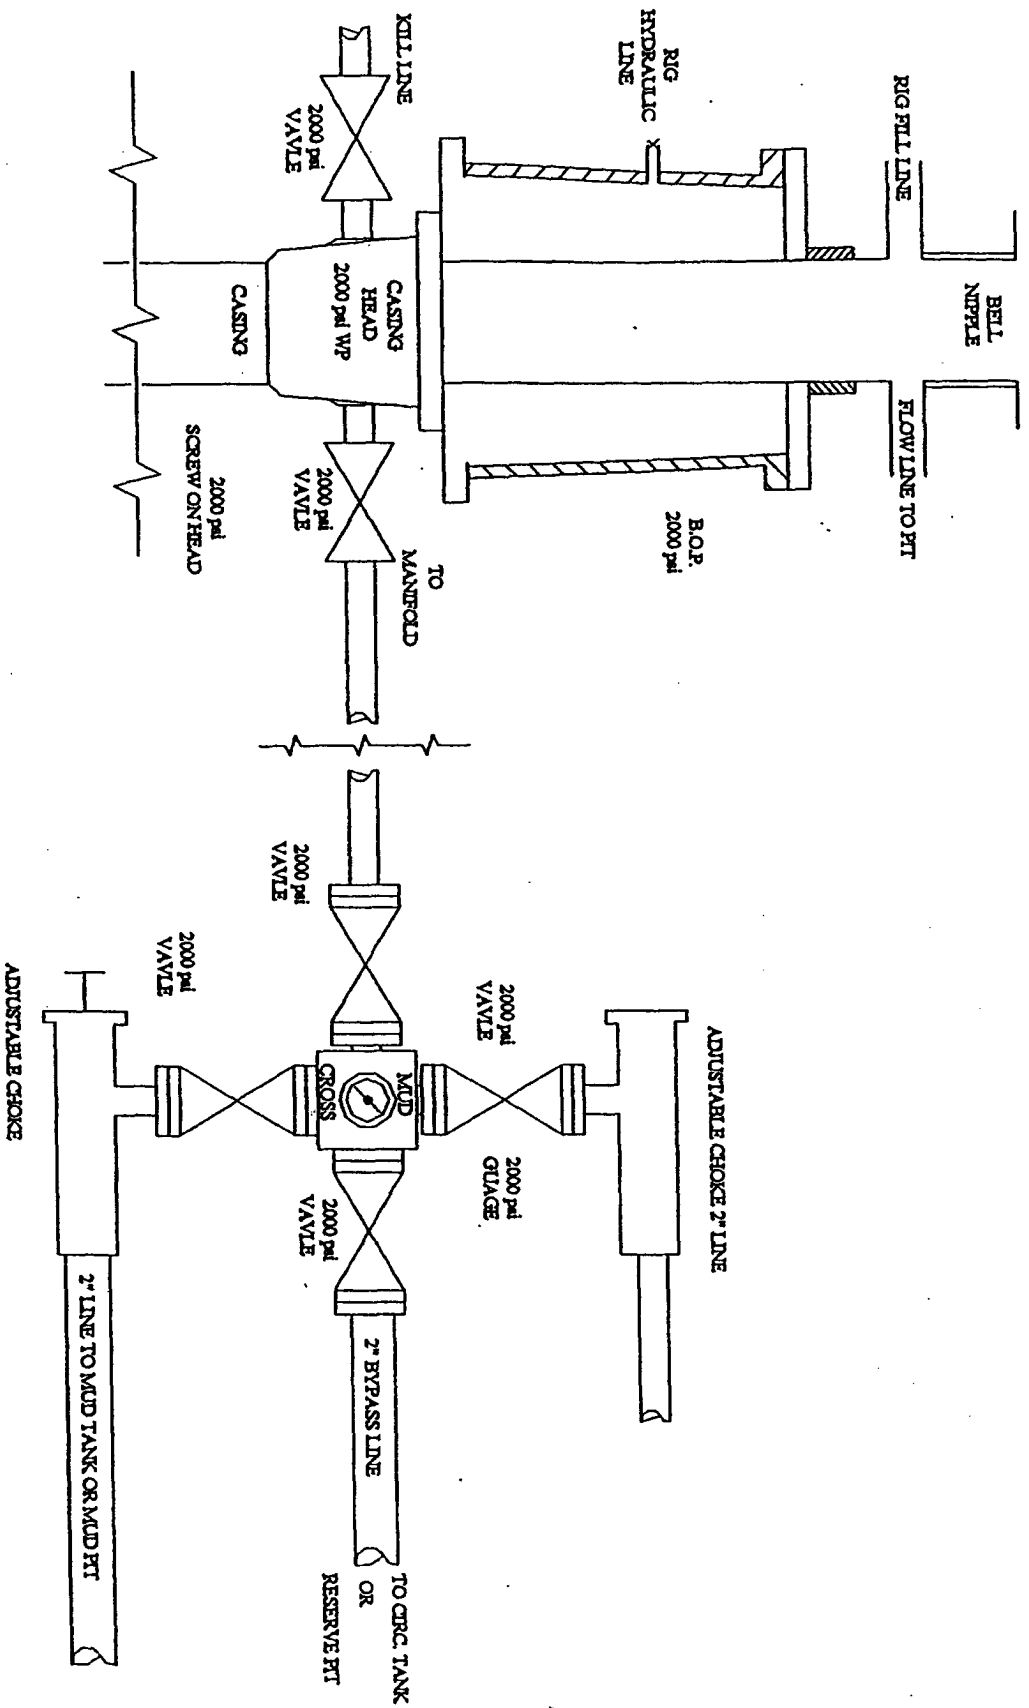 BELL
NIPPLE
RIG FILL LINE
FLOW LINE TO PIT
RIG
HYDRAULIC
LINE
B.O.P.
2000 psi
KILL LINE
2000 psi
VAVLE
CASING
HEAD
2000 psi WP
2000 psi
VAVLE
TO
MANIFOLD
CASING
2000 psi
SCREW ON HEAD
2000 psi
VAVLE
ADJUSTABLE CHOKE 2" LINE
2000 psi
VAVLE
2000 psi
GUAGE
MUD
CROSS
2000 psi
VAVLE
2" BYPASS LINE
TO CIRC. TANK
OR
RESERVE PIT
2000 psi
VAVLE
2" LINE TO MUD TANK OR MUD PIT
ADJUSTABLE CHOKE